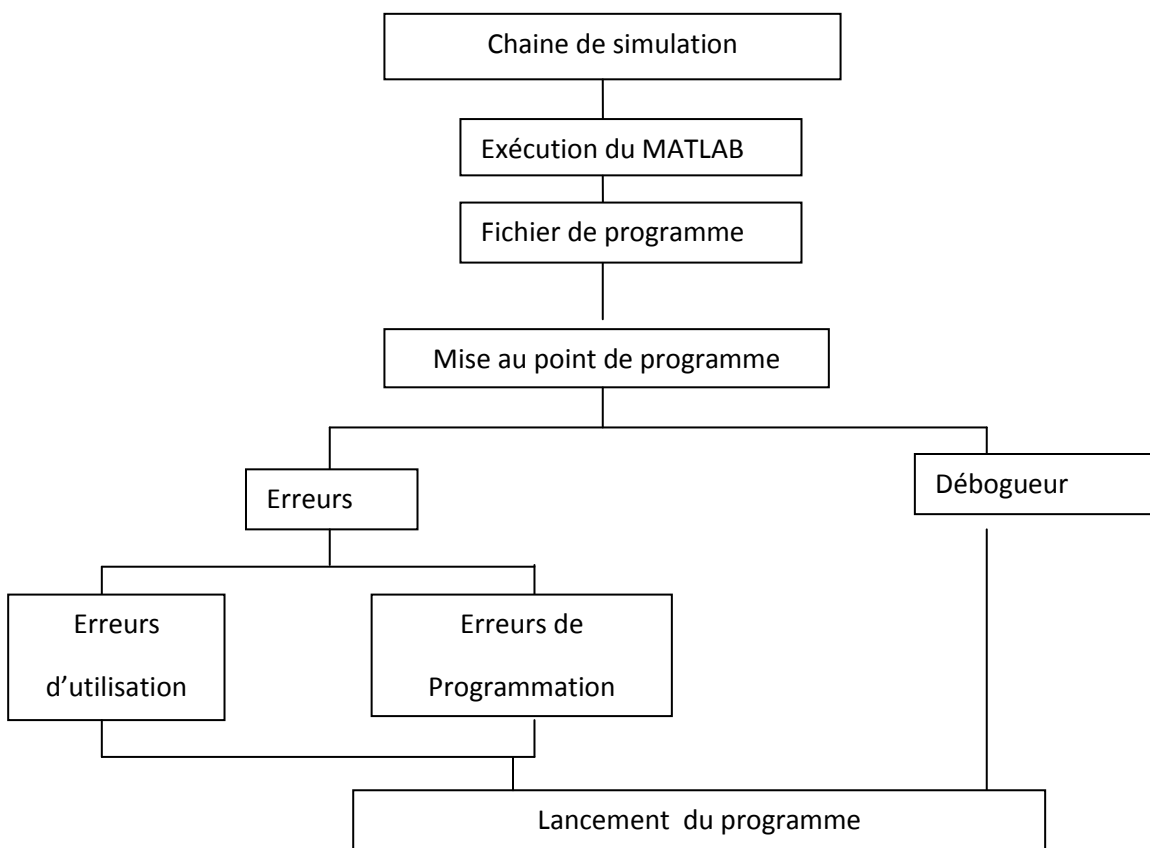 Chaine de simulation
Exécution du MATLAB
Fichier de programme
Mise au point de programme
Erreurs
Débogueur
Erreurs
d’utilisation
Erreurs de
Programmation
Lancement du programme